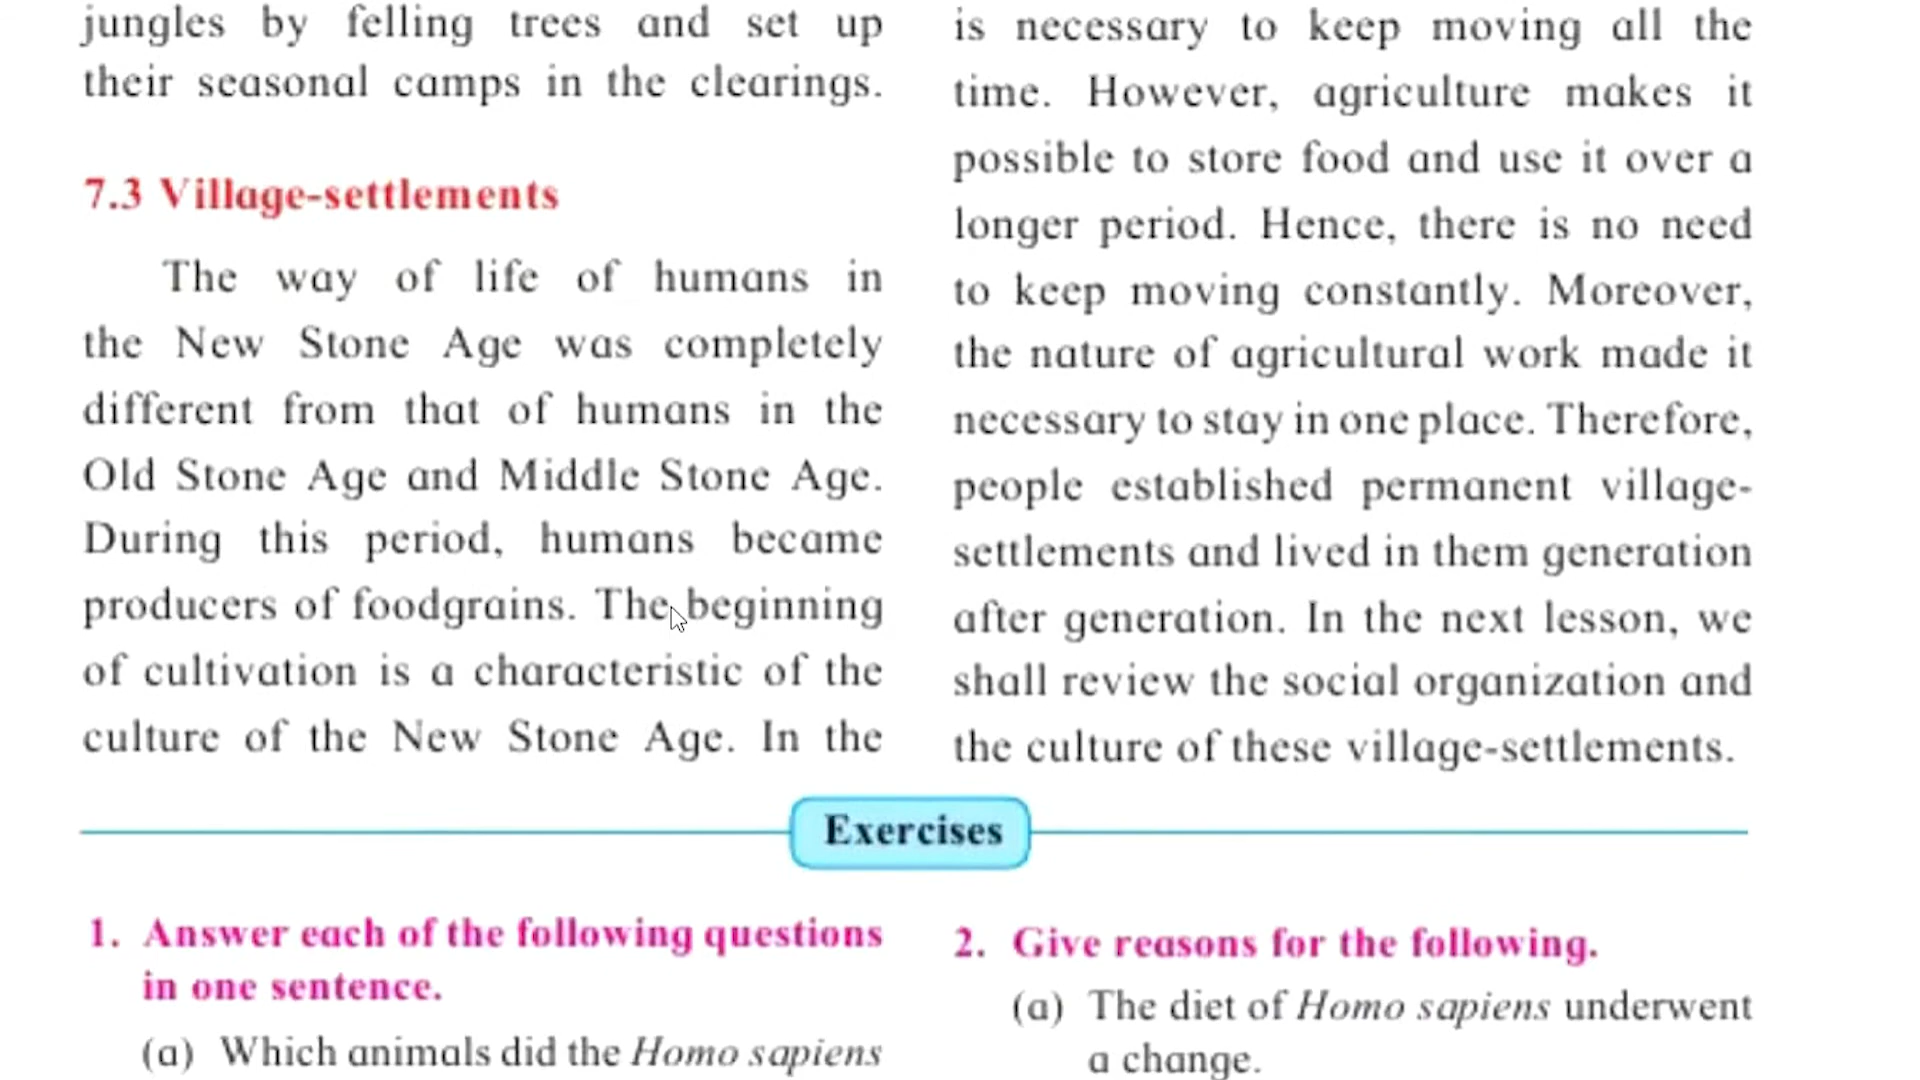 jungles by felling trees and set up
their seasonal camps in the clearings.
7.3 Village-settlements
The way of life of humans in
the New Stone Age was completely
different from that of humans in the
Old Stone Age and Middle Stone Age.
During this period, humans became
producers of foodgrains. The beginning
of cultivation is a characteristic of the
culture of the New Stone Age. In the
is necessary to keep moving all the
time. However, agriculture makes it
possible to store food and use it over a
longer period. Hence, there is no need
to keep moving constantly. Moreover,
the nature of agricultural work made it
necessary to stay in one place. Therefore,
people established permanent village-
settlements and lived in them generation
after generation. In the next lesson, we
shall review the social organization and
the culture of these village-settlements.
Exercises
1. Answer each of the following questions
in one sentence.
(a) Which animals did the Homo sapiens
2. Give reasons for the following.
(a) The diet of Homo sapiens underwent
a change.